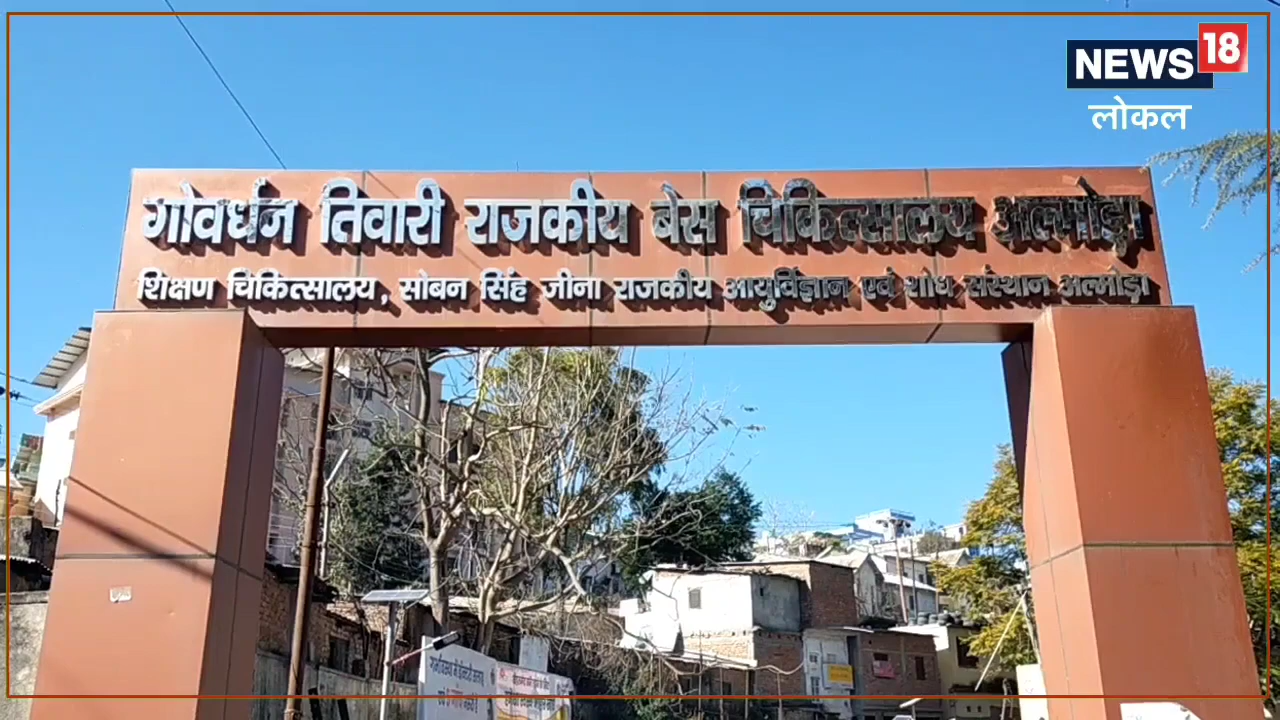 NEWS18
लोकल
गोवर्धन तिवारी राजकीय बेस चिकित्सालय अल्मोड़ा
शिक्षण चिकित्सालय, सोबन सिंह जीना राजकीय आयुर्विज्ञान एवं शोध संस्थान अल्मोड़ा